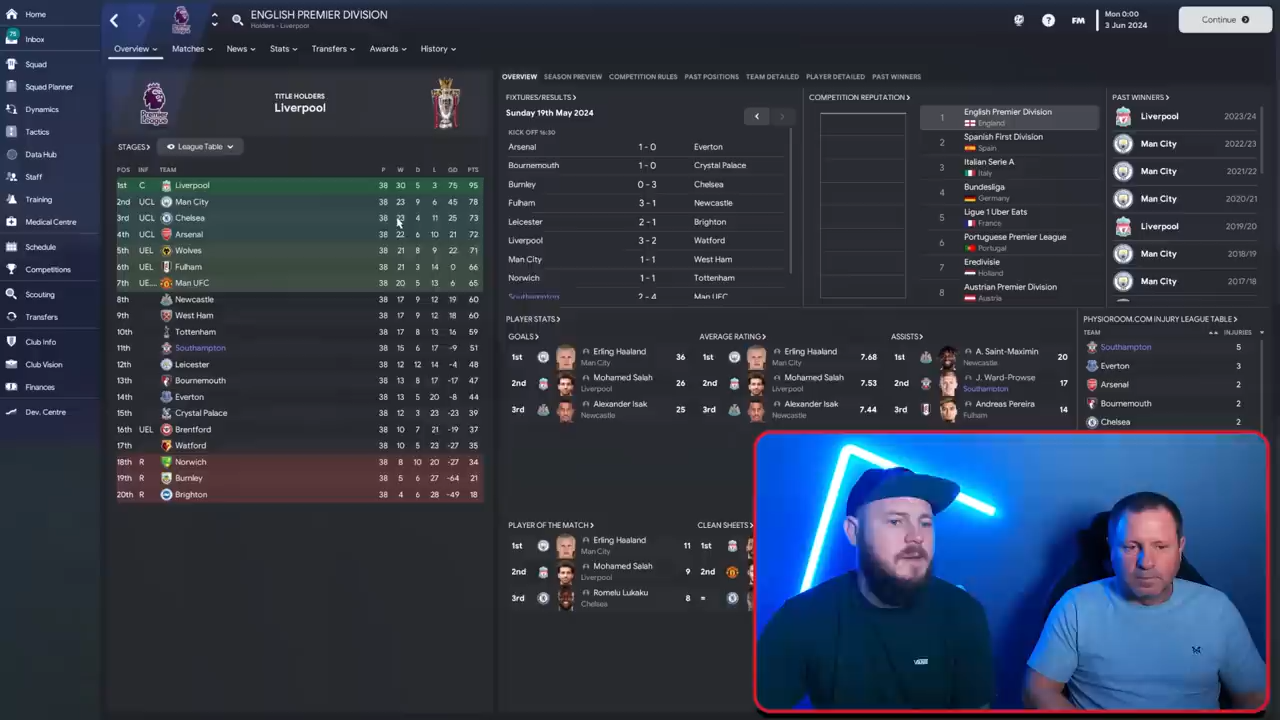 Home
75
Inbox
Squad
Squad Planner
Dynamics
Tactics
Data Hub
Staff
Training
Medical Centre
Schedule
Competitions
Scouting
Transfers
Club Info
Club Vision
Finances
Dev. Centre
ENGLISH PREMIER DIVISION
Holders - Liverpool
?
FM
Mon 0:00
3 Jun 2024
Continue
Overview Matches News Stats Transfers Awards History
TITLE HOLDERS
Liverpool
STAGES League Table
POS INF TEAM P W D L GD PTS
1st C Liverpool 38 30 5 3 75 95
2nd UCL Man City 38 23 9 6 45 78
3rd UCL Chelsea 38 23 4 11 25 73
4th UCL Arsenal 38 22 10 21 72
5th UEL Wolves 38 21 8 9 22 71
6th UEL Fulham 38 21 3 14 0 66
7th UE... Man UFC 38 20 5 13 6 65
8th Newcastle 38 17 9 12 19 60
9th West Ham 38 17 9 12 18 60
10th Tottenham 38 17 8 13 16 59
11th Southampton 38 15 6 17 -9 51
12th Leicester 38 12 12 14 -4 48
13th Bournemouth 38 13 8 17 -17 47
14th Everton 38 13 5 20 -8 44
15th Crystal Palace 38 12 3 23 -23 39
16th UEL Brentford 38 10 7 21 -19 37
17th Watford 38 10 5 23 -27 35
18th R Norwich 38 8 10 20 -27 34
19th R Burnley 38 5 6 27 -64 21
20th R Brighton 38 4 6 28 -49 18
OVERVIEW SEASON PREVIEW COMPETITION RULES PAST POSITIONS TEAM DETAILED PLAYER DETAILED PAST WINNERS
FIXTURES/RESULTS
Sunday 19th May 2024
KICK OFF 16:30
Arsenal 1 - 0 Everton
Bournemouth 1 - 0 Crystal Palace
Burnley 0 - 3 Chelsea
Fulham 3 - 1 Newcastle
Leicester 2 - 1 Brighton
Liverpool 3 - 2 Watford
Man City 1 - 1 West Ham
Norwich 1 - 1 Tottenham
Southampton 2 - 4 Man UFC
COMPETITION REPUTATION
1 English Premier Division
England
2 Spanish First Division
Spain
3 Italian Serie A
Italy
4 Bundesliga
Germany
5 Ligue 1 Uber Eats
France
6 Portuguese Premier League
Portugal
7 Eredivisie
Holland
8 Austrian Premier Division
Austria
PAST WINNERS
Liverpool 2023/24
Man City 2022/23
Man City 2021/22
Man City 2020/21
Liverpool 2019/20
Man City 2018/19
Man City 2017/18
PLAYER STATS
GOALS
1st Erling Haaland 36
Man City
2nd Mohamed Salah 26
Liverpool
3rd Alexander Isak 25
Newcastle
AVERAGE RATING
1st Erling Haaland 7.68
Man City
2nd Mohamed Salah 7.53
Liverpool
3rd Alexander Isak 7.44
Newcastle
ASSISTS
1st A. Saint-Maximin 20
Newcastle
2nd J. Ward-Prowse 17
Southampton
3rd Andreas Pereira 14
Fulham
PHYSIOROOM.COM INJURY LEAGUE TABLE
TEAM INJURIES
Southampton 5
Everton 3
Arsenal 2
Bournemouth 2
Chelsea 2
PLAYER OF THE MATCH
1st Erling Haaland 11
Man City
2nd Mohamed Salah 9
Liverpool
3rd Romelu Lukaku 8
Chelsea
CLEAN SHEETS
1st
2nd
=
VANS